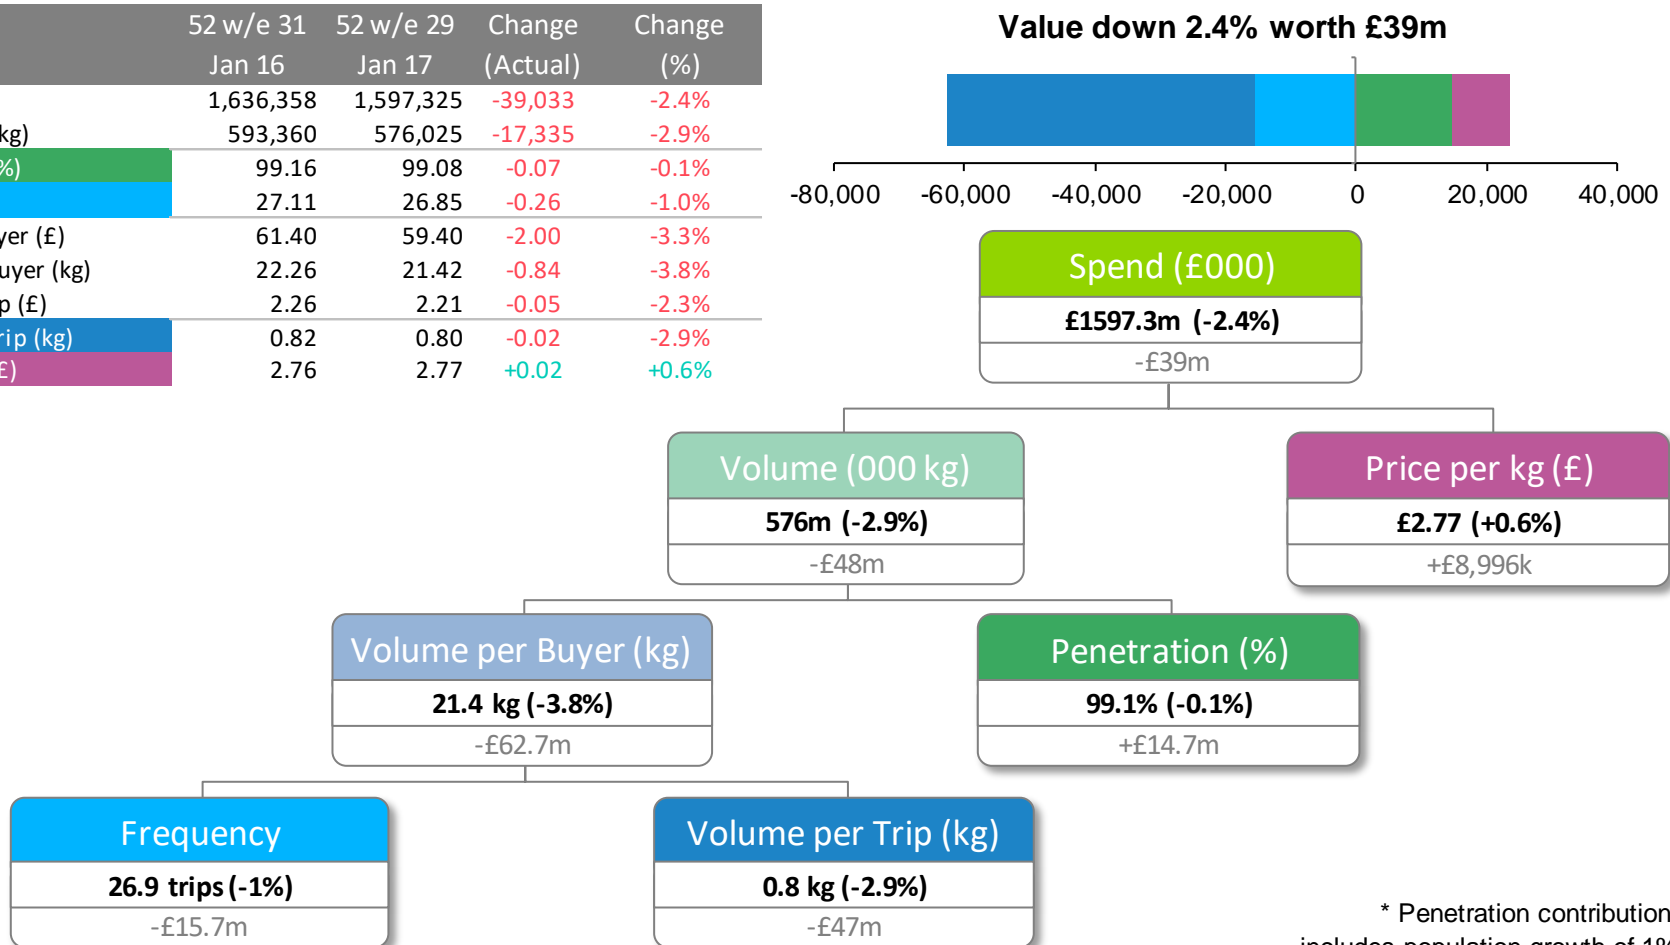 52 w/e 31 52 w/e 29 Change Change
Jan 16 Jan 17 (Actual) (%)
1,636,358 1,597,325 -39,033 -2.4%
kg) 593,360 576,025 -17,335 -2.9%
%) 99.16 99.08 -0.07 -0.1%
27.11 26.85 -0.26 -1.0%
yer (£) 61.40 59.40 -2.00 -3.3%
uyer (kg) 22.26 21.42 -0.84 -3.8%
p (£) 2.26 2.21 -0.05 -2.3%
rip (kg) 0.82 0.80 -0.02 -2.9%
£) 2.76 2.77 +0.02 +0.6%
Value down 2.4% worth £39m
-80,000 -60,000 -40,000 -20,000 0 20,000 40,000
Spend (£000)
£1597.3m (-2.4%)
-£39m
Volume (000 kg)
576m (-2.9%)
-£48m
Price per kg (£)
£2.77 (+0.6%)
+£8,996k
Volume per Buyer (kg)
21.4 kg (-3.8%)
-£62.7m
Penetration (%)
99.1% (-0.1%)
+£14.7m
Frequency
26.9 trips (-1%)
-£15.7m
Volume per Trip (kg)
0.8 kg (-2.9%)
-£47m
* Penetration contribution
includes population growth of 1%